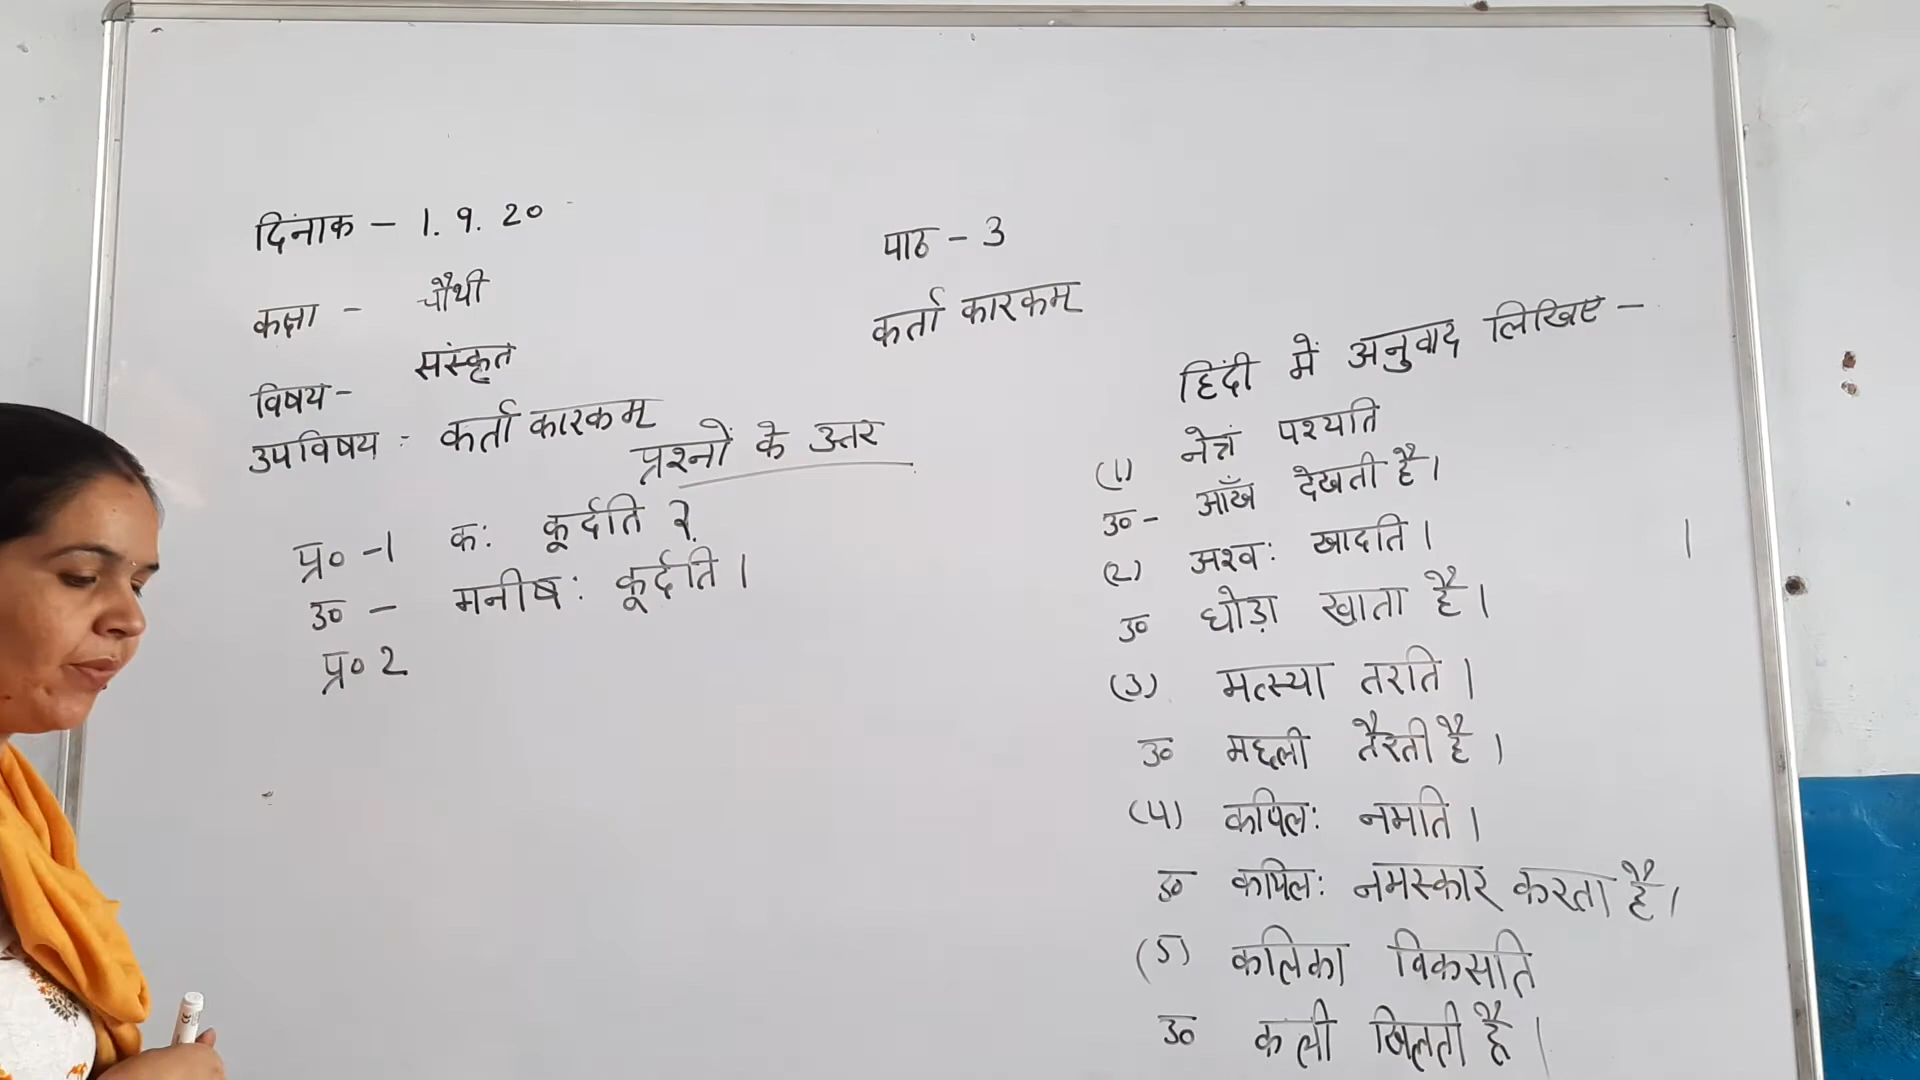 दिंनाक - 1. 9. 20
कक्षा - चौथी
विषय- संस्कृत
उपविषय - कर्ता कारकम्
पाठ - 3
कर्ता कारकम्
प्रश्नों के उत्तर
प्र० -1 कः कूर्दति ?
उ० - मनीषः कूर्दति ।
प्र० 2
हिंदी में अनुवाद लिखिए -
(1) नेत्रं पश्यति
उ० - आँख देखती है ।
(2) अश्वः खादति ।
उ० घोड़ा खाता है ।
(3) मत्स्या तरति ।
उ० मछली तैरती है ।
(4) कपिलः नमति ।
उ० कपिलः नमस्कार करता है ।
(5) कलिका विकसति
उ० कली खिलती है ।